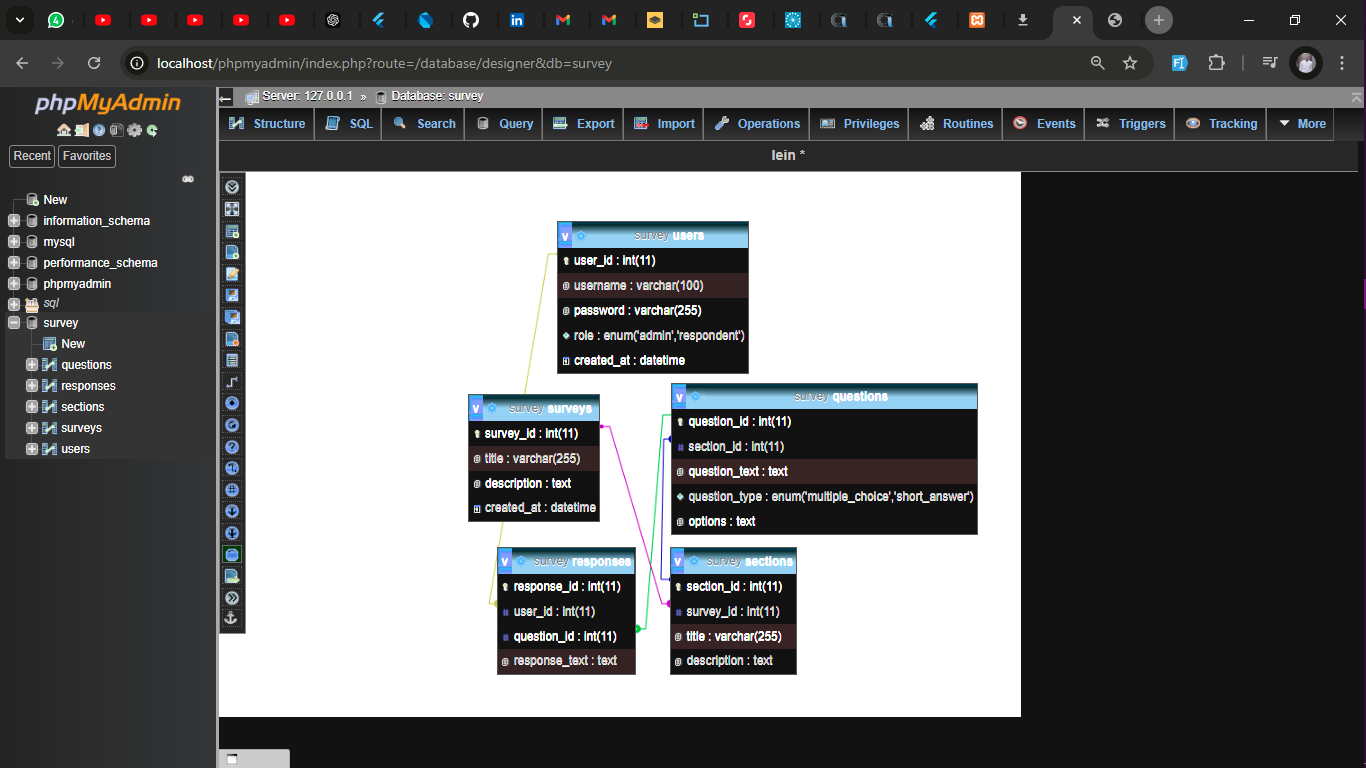 4
localhost/phpmyadmin/index.php?route=/database/designer&db=survey
phpMyAdmin
Recent
Favorites
New
information_schema
mysql
performance_schema
phpmyadmin
sql
survey
New
questions
responses
sections
surveys
users
Server: 127.0.0.1 » Database: survey
Structure
SQL
Search
Query
Export
Import
Operations
Privileges
Routines
Events
Triggers
Tracking
More
lein *
v survey users
user_id : int(11)
username : varchar(100)
password : varchar(255)
role : enum('admin','respondent')
created_at : datetime
v survey surveys
survey_id : int(11)
title : varchar(255)
description : text
created_at : datetime
v survey questions
question_id : int(11)
# section_id : int(11)
question_text : text
question_type : enum('multiple_choice','short_answer')
options : text
v survey responses
response_id : int(11)
# user_id : int(11)
# question_id : int(11)
response_text : text
v survey sections
section_id : int(11)
# survey_id : int(11)
title : varchar(255)
description : text